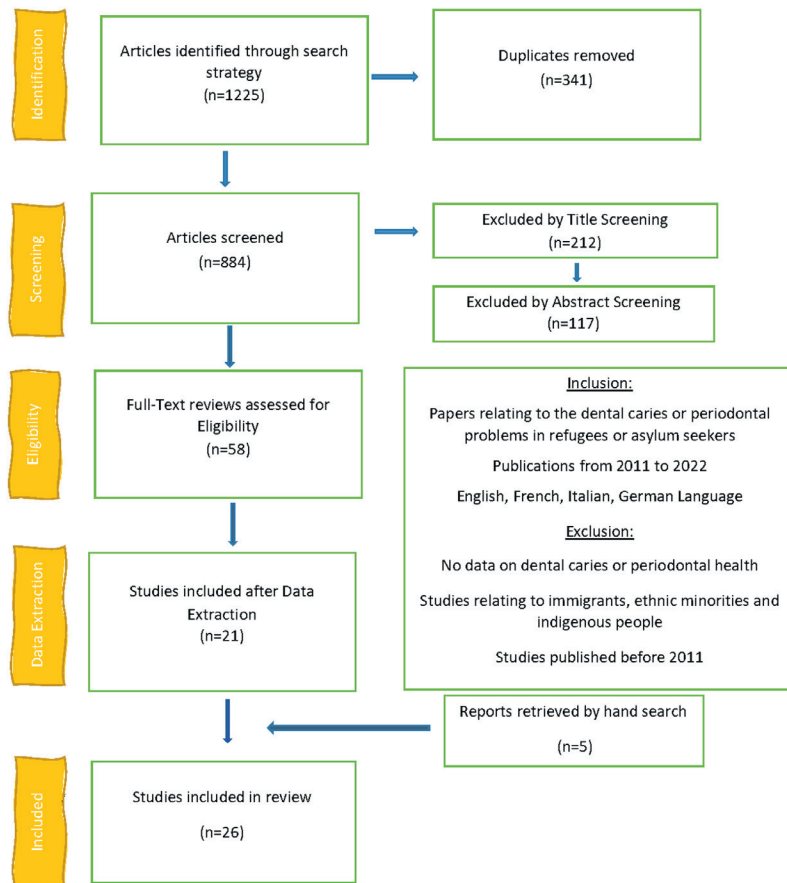 Identification
Articles identified through search
strategy
(n=1225)
Duplicates removed
(n=341)
Screening
Articles screened
(n=884)
Excluded by Title Screening
(n=212)
Excluded by Abstract Screening
(n=117)
Eligibility
Full-Text reviews assessed for
Eligibility
(n=58)
Inclusion:
Papers relating to the dental caries or periodontal
problems in refugees or asylum seekers
Publications from 2011 to 2022
English, French, Italian, German Language
Exclusion:
No data on dental caries or periodontal health
Studies relating to immigrants, ethnic minorities and
indigenous people
Studies published before 2011
Data Extraction
Studies included after Data
Extraction
(n=21)
Reports retrieved by hand search
(n=5)
Included
Studies included in review
(n=26)